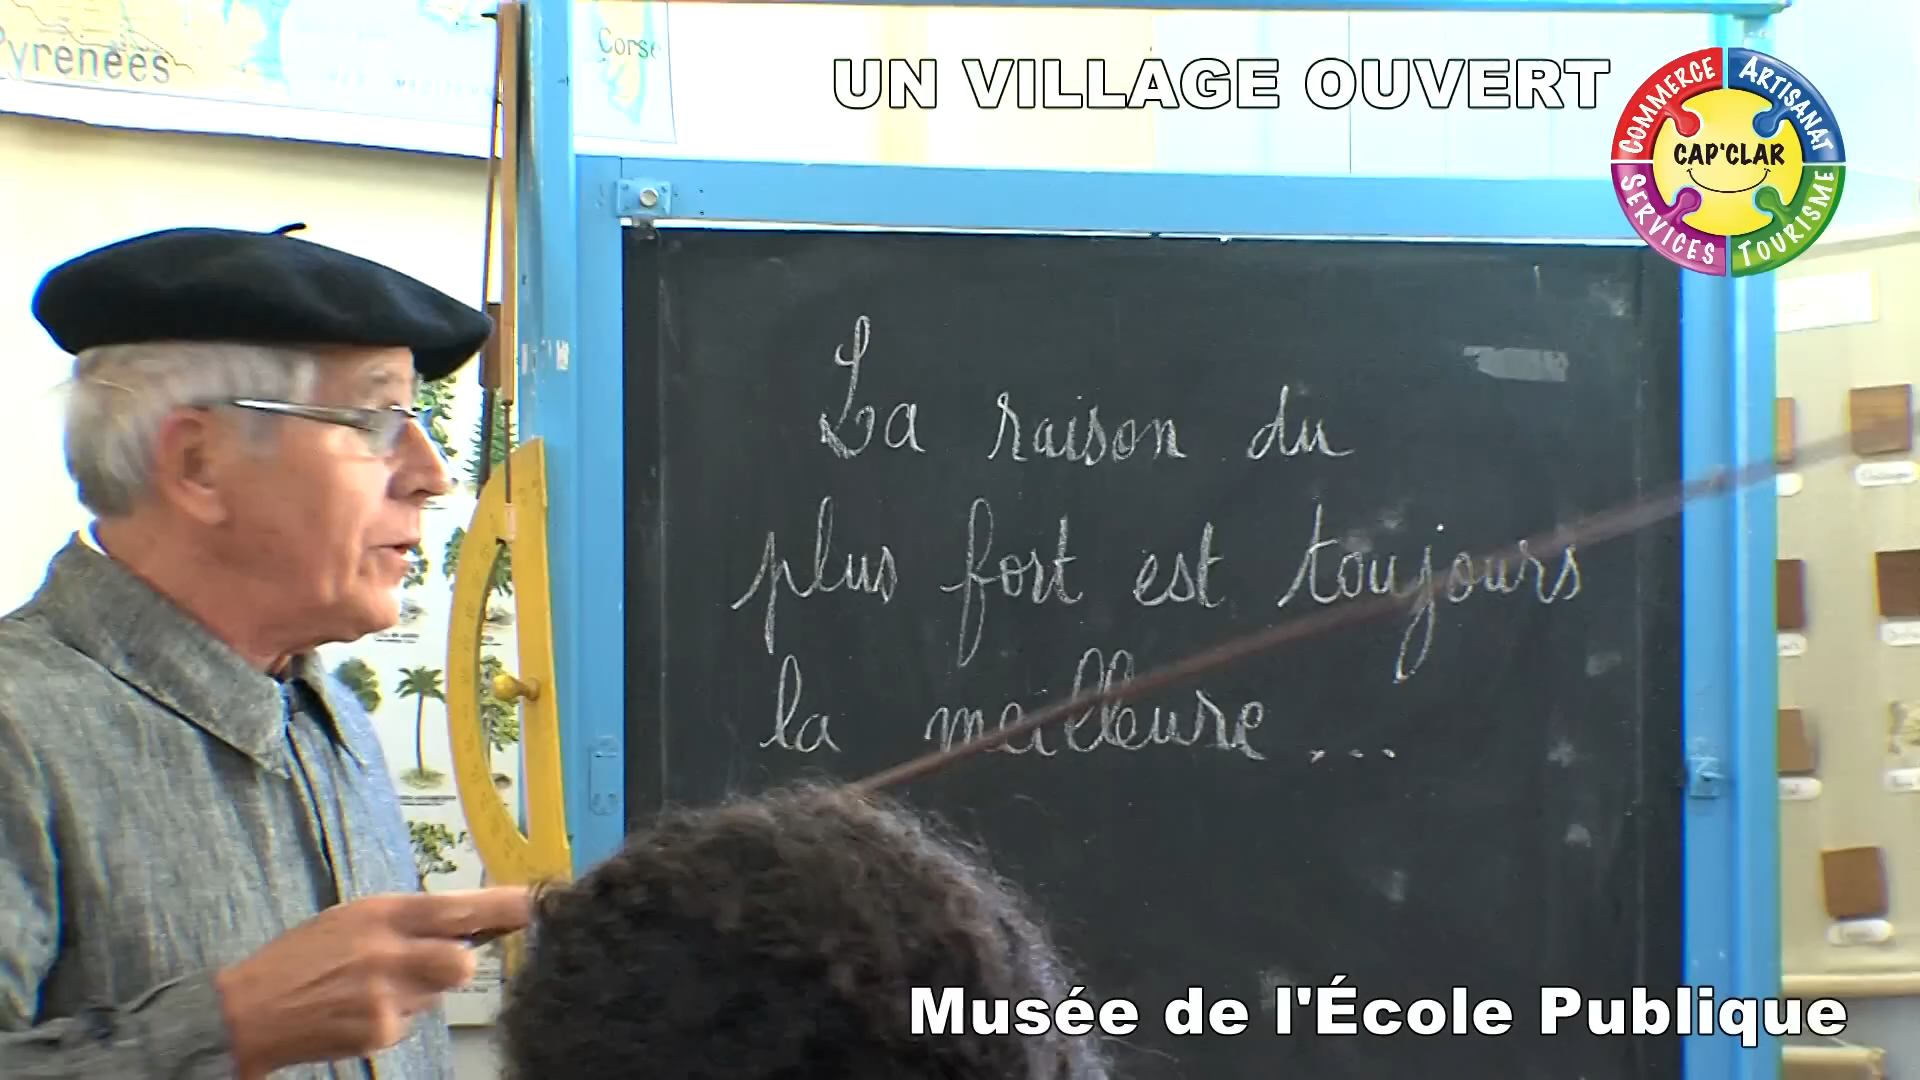 Pyrénées
Corse
UN VILLAGE OUVERT
COMMERCE
ARTISANAT
CAP'CLAR
SERVICES
TOURISME
La raison du
plus fort est toujours
la meilleure ...
Musée de l'École Publique